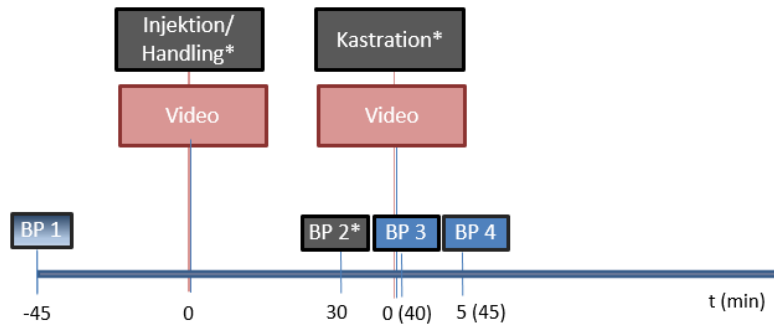 Injektion/
Handling*
Kastration*
Video
Video
BP 1
BP 2*
BP 3
BP 4
-45
0
30
0 (40)
5 (45)
t (min)